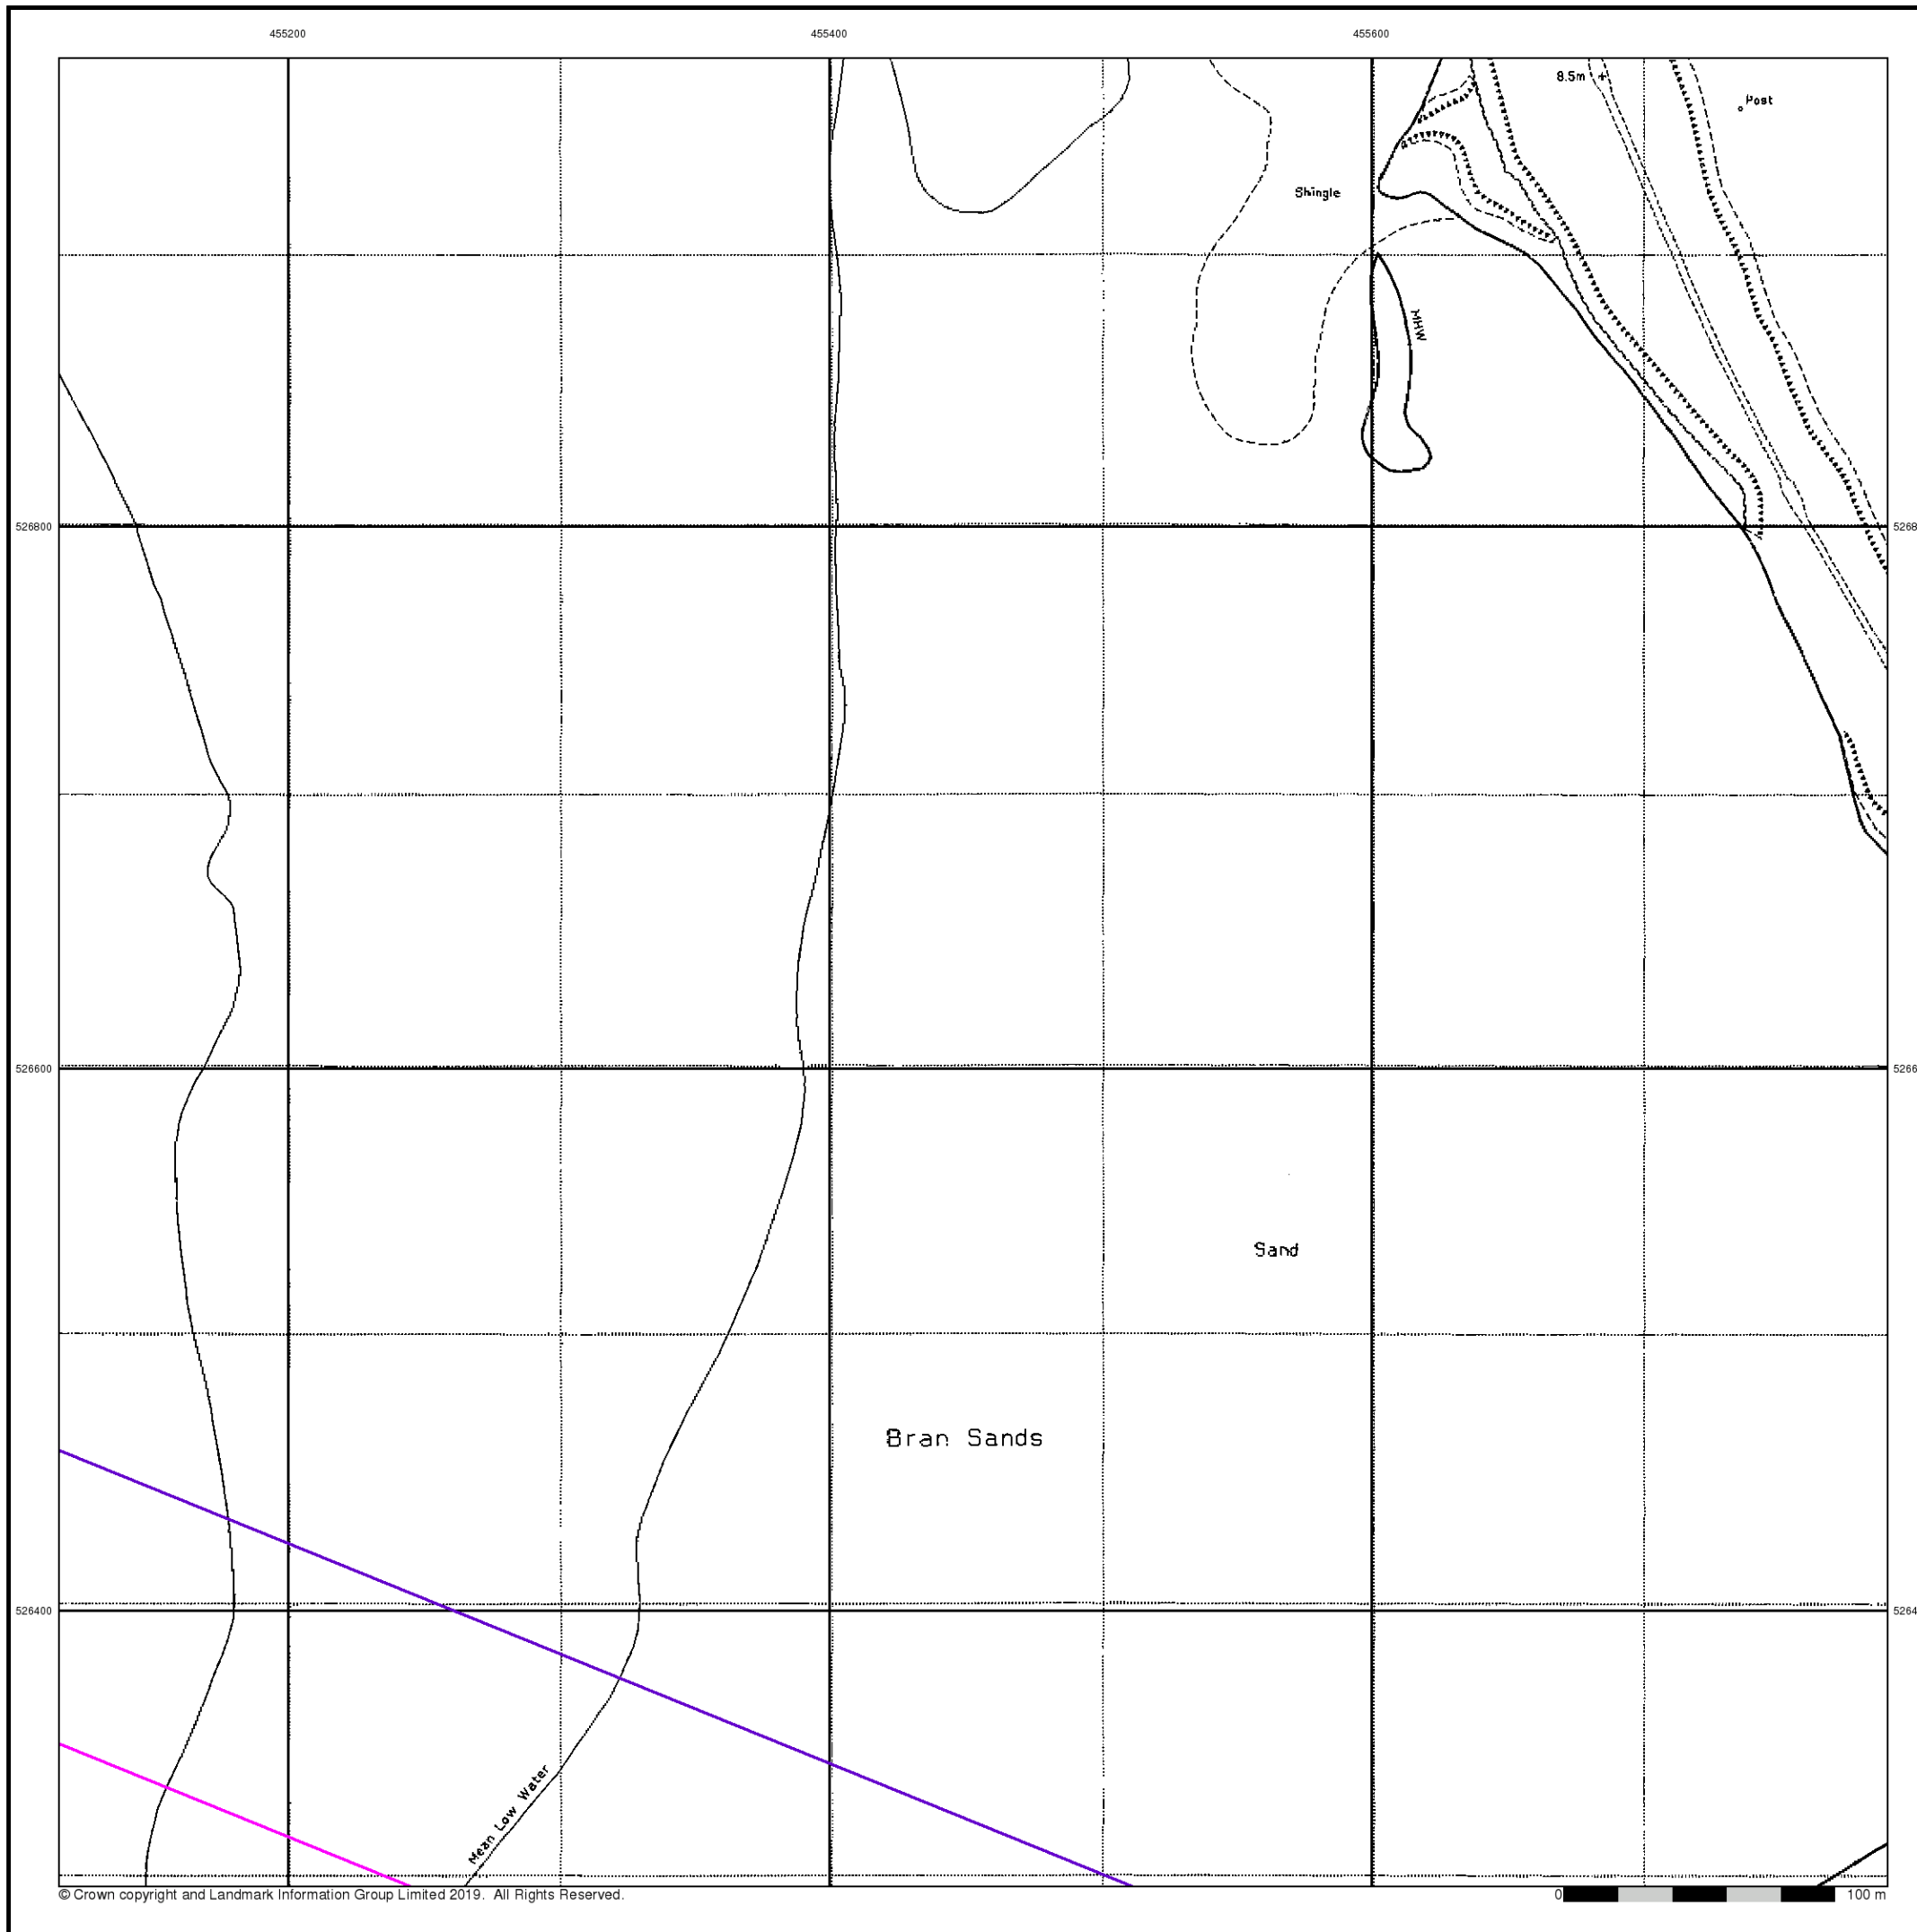 455200 455400 455600
8.5m +
Post
Shingle
MHW
526800 5268
526600 5266
Sand
Bran Sands
526400 5264
Mean Low Water
© Crown copyright and Landmark Information Group Limited 2019. All Rights Reserved.
0 100 m